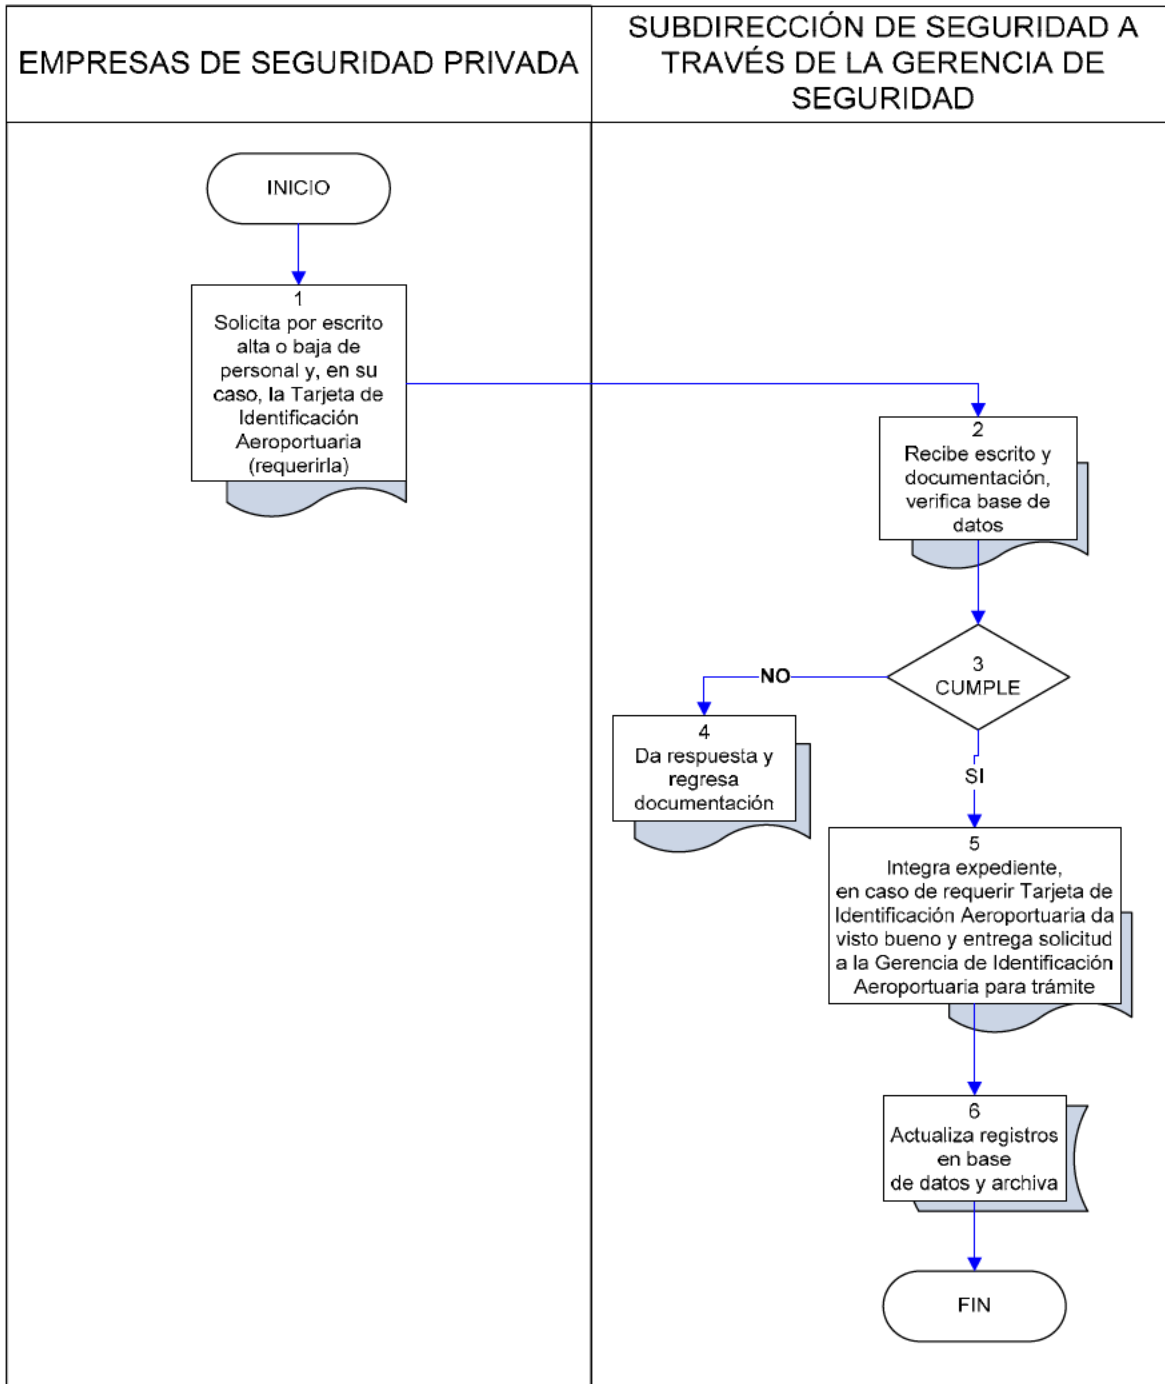 EMPRESAS DE SEGURIDAD PRIVADA
SUBDIRECCIÓN DE SEGURIDAD A
TRAVÉS DE LA GERENCIA DE
SEGURIDAD
INICIO
1
Solicita por escrito
alta o baja de
personal y, en su
caso, la Tarjeta de
Identificación
Aeroportuaria
(requerirla)
2
Recibe escrito y
documentación,
verifica base de
datos
3
CUMPLE
NO
4
Da respuesta y
regresa
documentación
SI
5
Integra expediente,
en caso de requerir Tarjeta de
Identificación Aeroportuaria da
visto bueno y entrega solicitud
a la Gerencia de Identificación
Aeroportuaria para trámite
6
Actualiza registros
en base
de datos y archiva
FIN